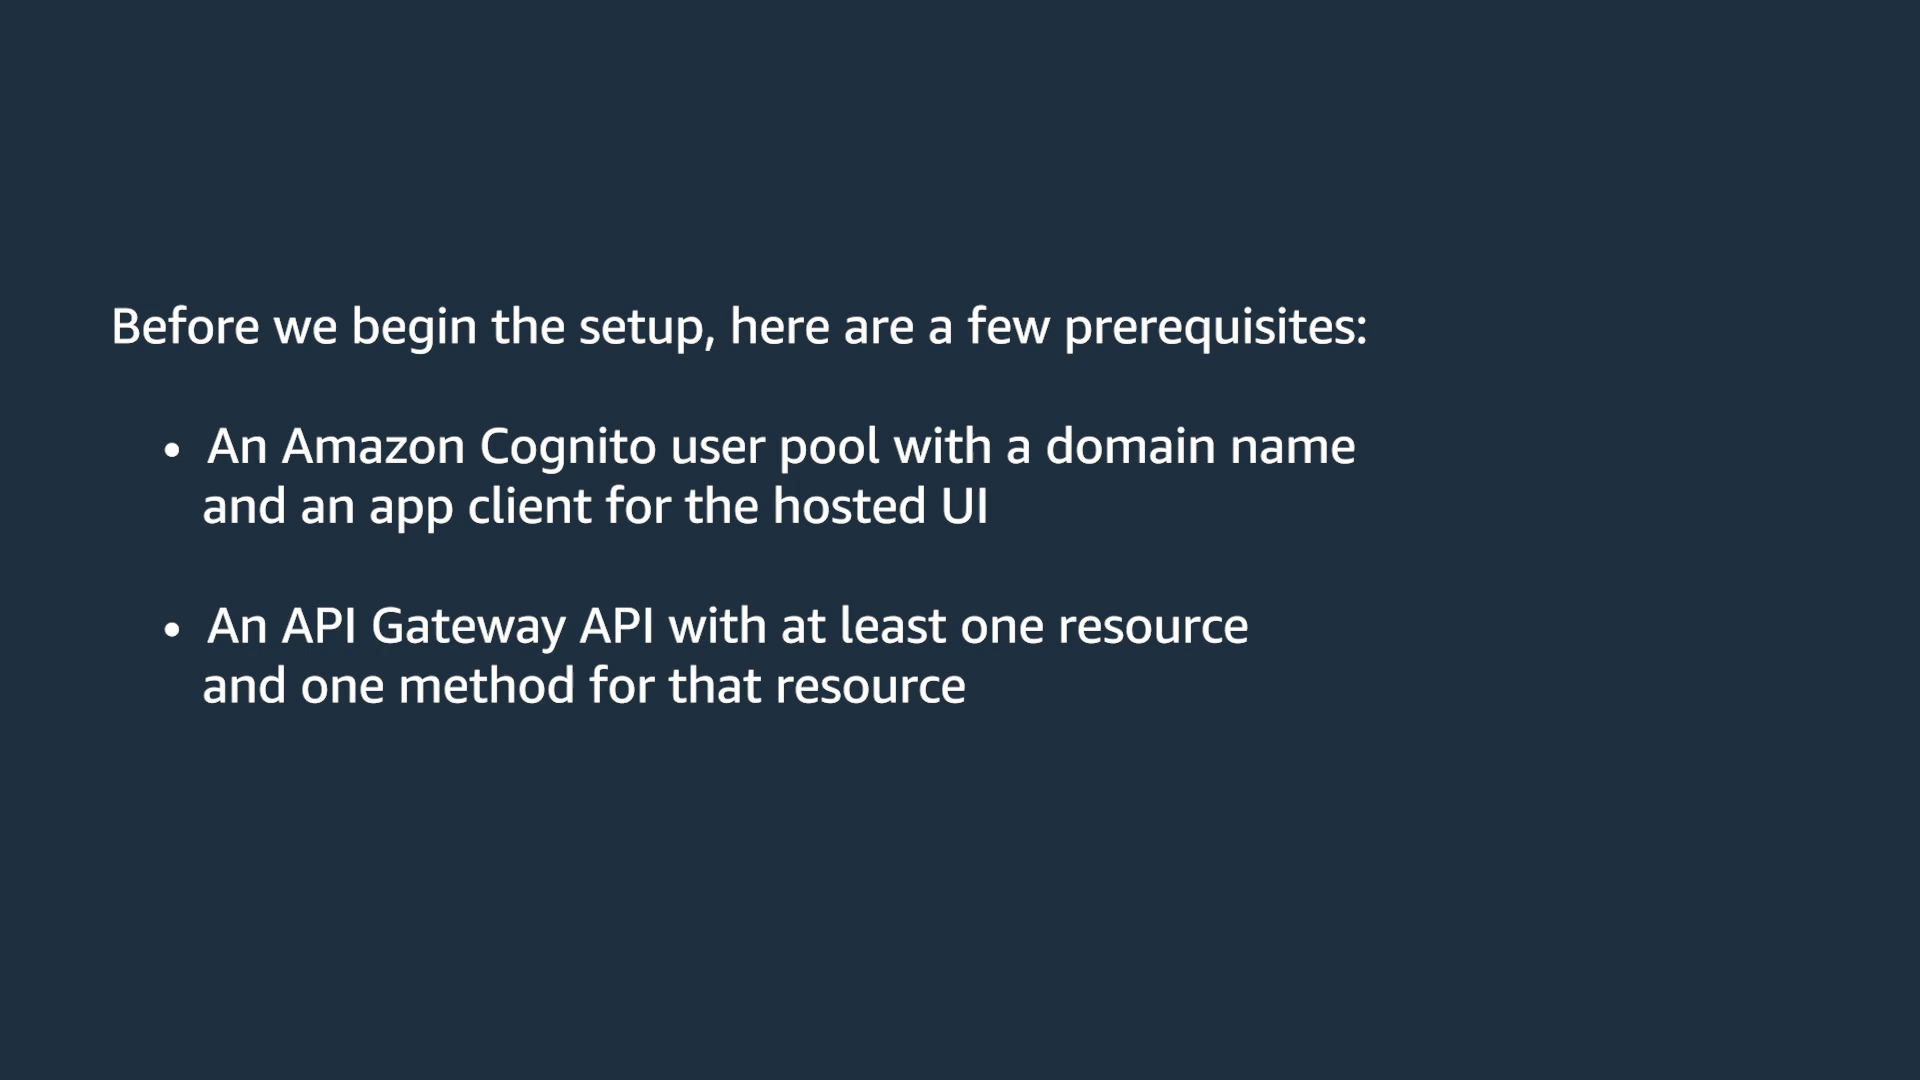 Before we begin the setup, here are a few prerequisites:
• An Amazon Cognito user pool with a domain name
and an app client for the hosted UI
• An API Gateway API with at least one resource
and one method for that resource